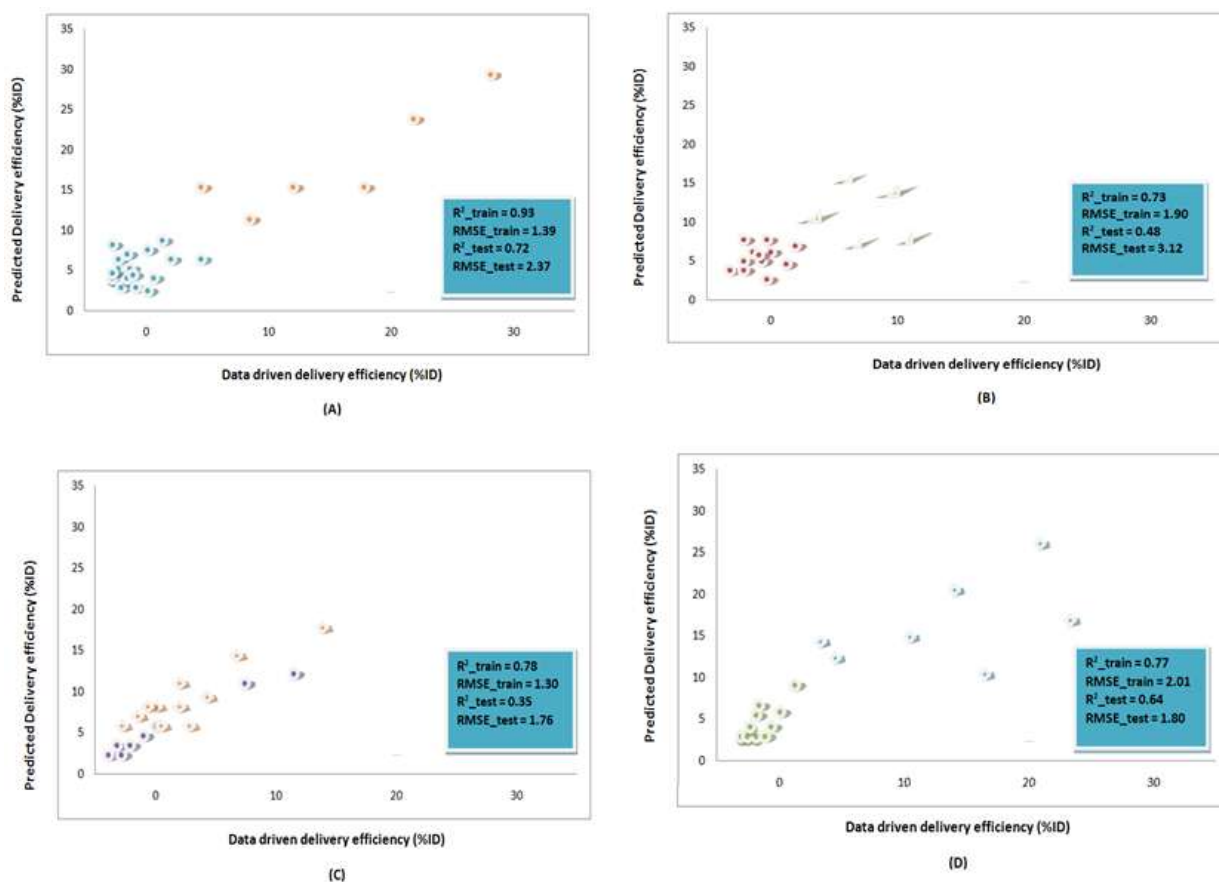 35
30
25
20
15
10
5
0
Predicted Delivery efficiency (%ID)
R²_train = 0.93
RMSE_train = 1.39
R²_test = 0.72
RMSE_test = 2.37
0 10 20 30
Data driven delivery efficiency (%ID)
(A)
35
30
25
20
15
10
5
0
Predicted Delivery efficiency (%ID)
R²_train = 0.73
RMSE_train = 1.90
R²_test = 0.48
RMSE_test = 3.12
0 10 20 30
Data driven delivery efficiency (%ID)
(B)
35
30
25
20
15
10
5
0
Predicted Delivery efficiency (%ID)
R²_train = 0.78
RMSE_train = 1.30
R²_test = 0.35
RMSE_test = 1.76
0 10 20 30
Data driven delivery efficiency (%ID)
(C)
35
30
25
20
15
10
5
0
Predicted Delivery efficiency (%ID)
R²_train = 0.77
RMSE_train = 2.01
R²_test = 0.64
RMSE_test = 1.80
0 10 20 30
Data driven delivery efficiency (%ID)
(D)